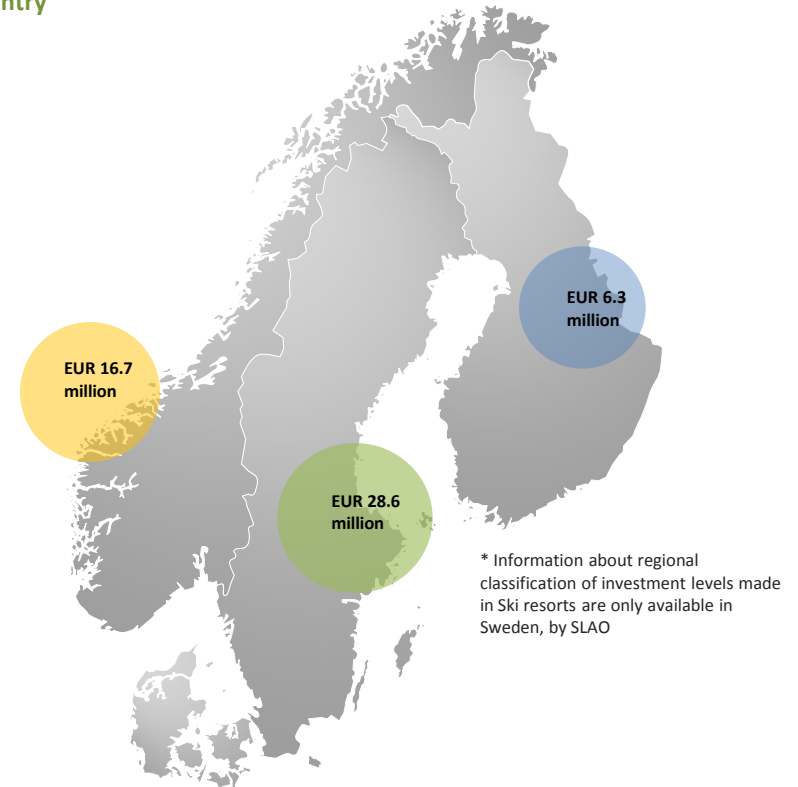 ntry
EUR 6.3
million
EUR 16.7
million
EUR 28.6
million
* Information about regional
classification of investment levels made
in Ski resorts are only available in
Sweden, by SLAO